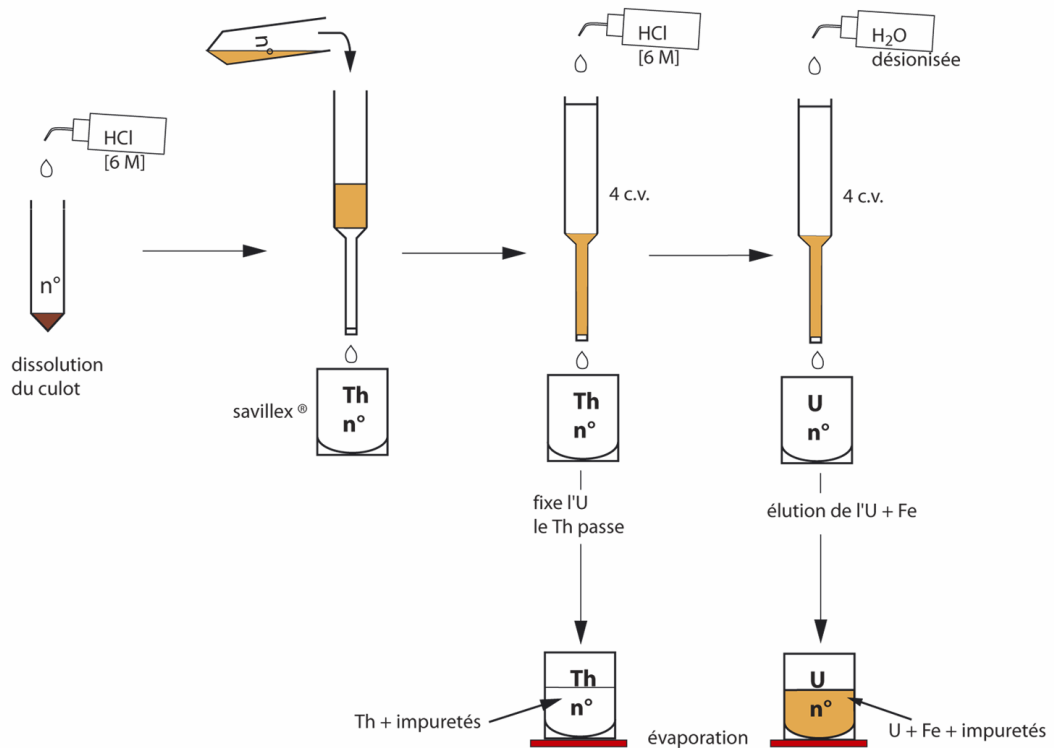 n
HCl
[6 M]
n°
dissolution
du culot
savillex ®
Th
n°
HCl
[6 M]
4 c.v.
Th
n°
fixe l'U
le Th passe
Th
n°
Th + impuretés
H₂O
désionisée
4 c.v.
U
n°
élution de l'U + Fe
U
n°
U + Fe + impuretés
évaporation